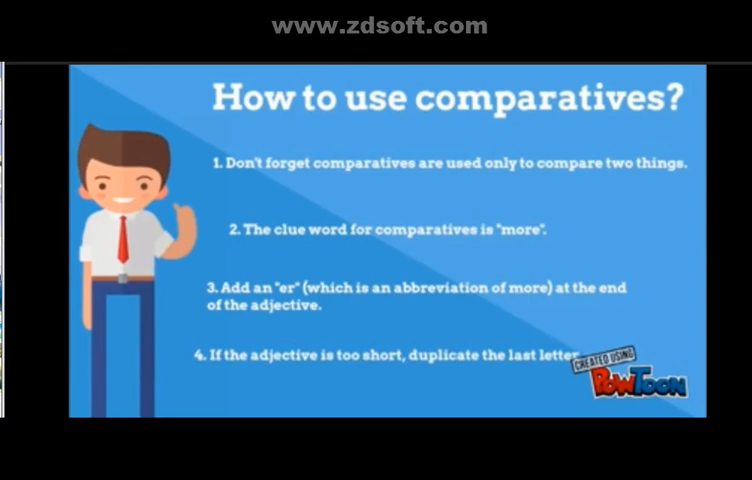 www.zdsoft.com
How to use comparatives?
1. Don't forget comparatives are used only to compare two things.
2. The clue word for comparatives is "more".
3. Add an "er" (which is an abbreviation of more) at the end
of the adjective.
4. If the adjective is too short, duplicate the last letter
CREATED USING
POWTOON